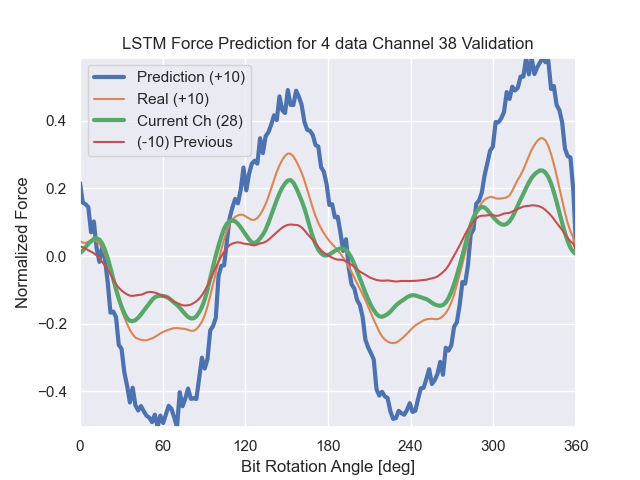 LSTM Force Prediction for 4 data Channel 38 Validation
Prediction (+10)
Real (+10)
Current Ch (28)
(-10) Previous
Normalized Force
0.4
0.2
0.0
−0.2
−0.4
0 60 120 180 240 300 360
Bit Rotation Angle [deg]